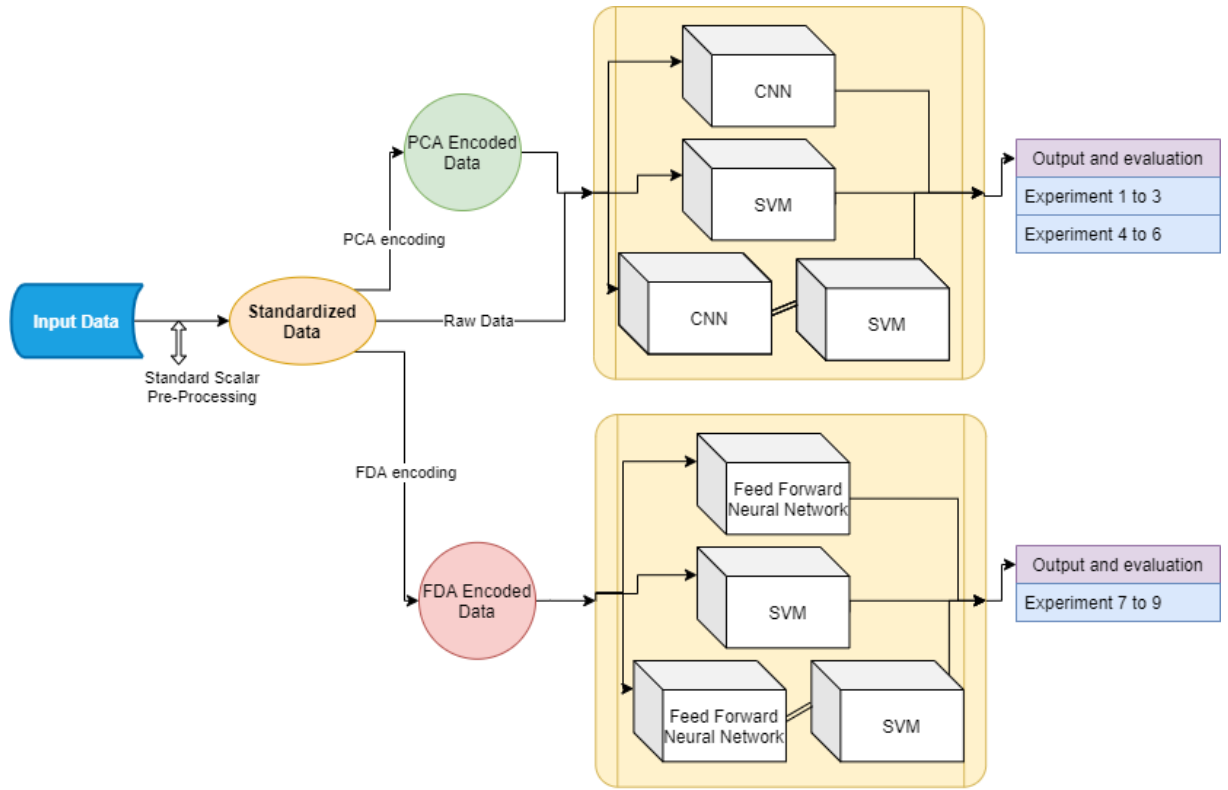 Input Data
Standard Scalar
Pre-Processing
Standardized
Data
PCA encoding
Raw Data
FDA encoding
PCA Encoded
Data
FDA Encoded
Data
CNN
SVM
CNN
SVM
Output and evaluation
Experiment 1 to 3
Experiment 4 to 6
Feed Forward
Neural Network
SVM
Feed Forward
Neural Network
SVM
Output and evaluation
Experiment 7 to 9